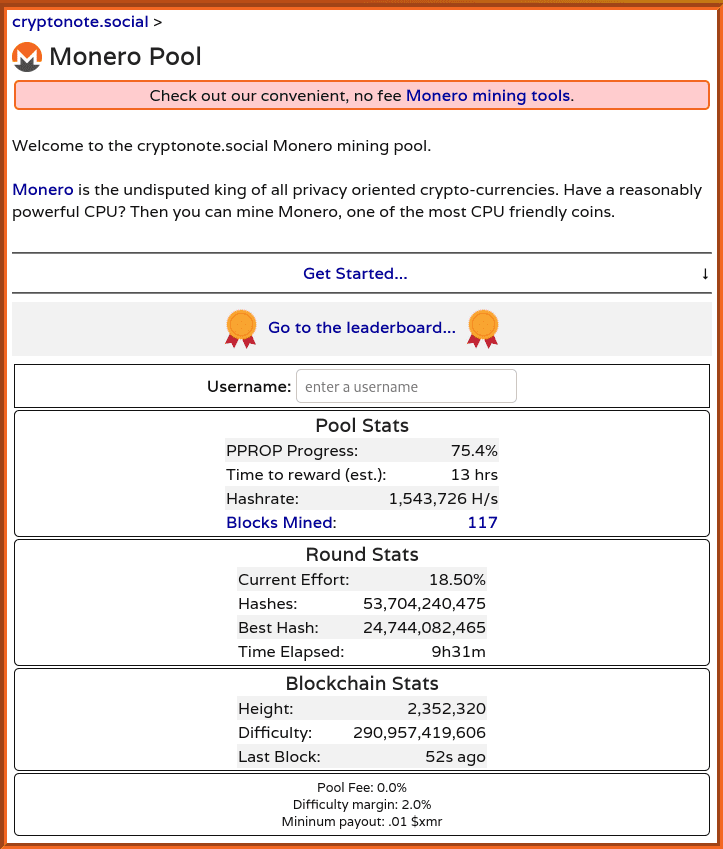 cryptonote.social >
Monero Pool
Check out our convenient, no fee Monero mining tools.
Welcome to the cryptonote.social Monero mining pool.
Monero is the undisputed king of all privacy oriented crypto-currencies. Have a reasonably
powerful CPU? Then you can mine Monero, one of the most CPU friendly coins.
Get Started... ↓
Go to the leaderboard...
Username: enter a username
Pool Stats
PPROP Progress: 75.4%
Time to reward (est.): 13 hrs
Hashrate: 1,543,726 H/s
Blocks Mined: 117
Round Stats
Current Effort: 18.50%
Hashes: 53,704,240,475
Best Hash: 24,744,082,465
Time Elapsed: 9h31m
Blockchain Stats
Height: 2,352,320
Difficulty: 290,957,419,606
Last Block: 52s ago
Pool Fee: 0.0%
Difficulty margin: 2.0%
Mininum payout: .01 $xmr